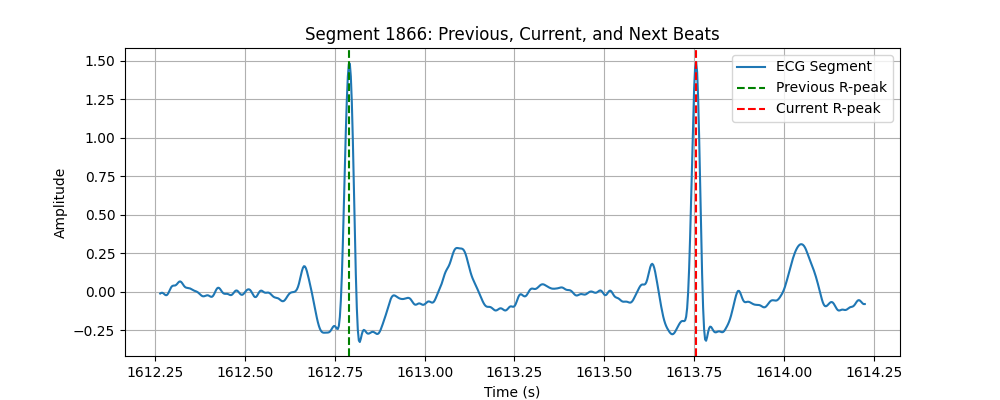 Segment 1866: Previous, Current, and Next Beats
1.50
1.25
1.00
0.75
0.50
0.25
0.00
−0.25
Amplitude
ECG Segment
Previous R-peak
Current R-peak
1612.25 1612.50 1612.75 1613.00 1613.25 1613.50 1613.75 1614.00 1614.25
Time (s)